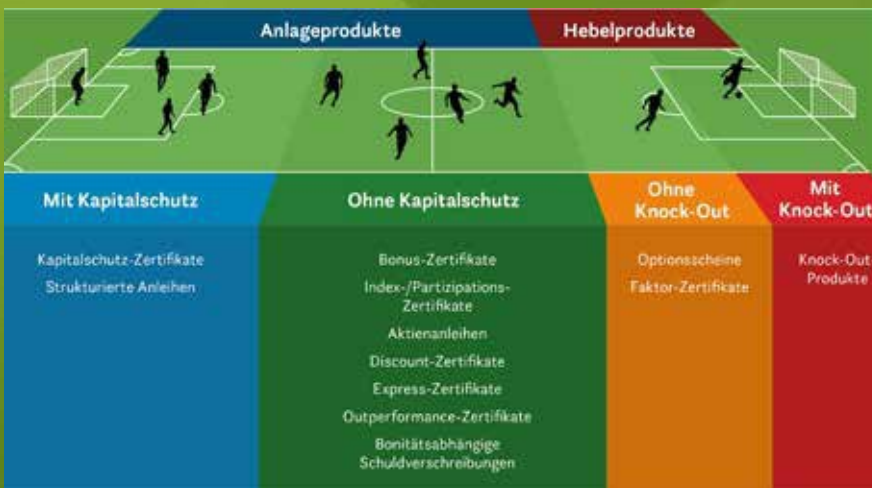 Anlageprodukte
Hebelprodukte
Mit Kapitalschutz
Kapitalschutz-Zertifikate
Strukturierte Anleihen
Ohne Kapitalschutz
Bonus-Zertifikate
Index-/Partizipations-
Zertifikate
Aktienanleihen
Discount-Zertifikate
Express-Zertifikate
Outperformance-Zertifikate
Bonitätsabhängige
Schuldverschreibungen
Ohne
Knock-Out
Optionsscheine
Faktor-Zertifikate
Mit
Knock-Out
Knock-Out
Produkte